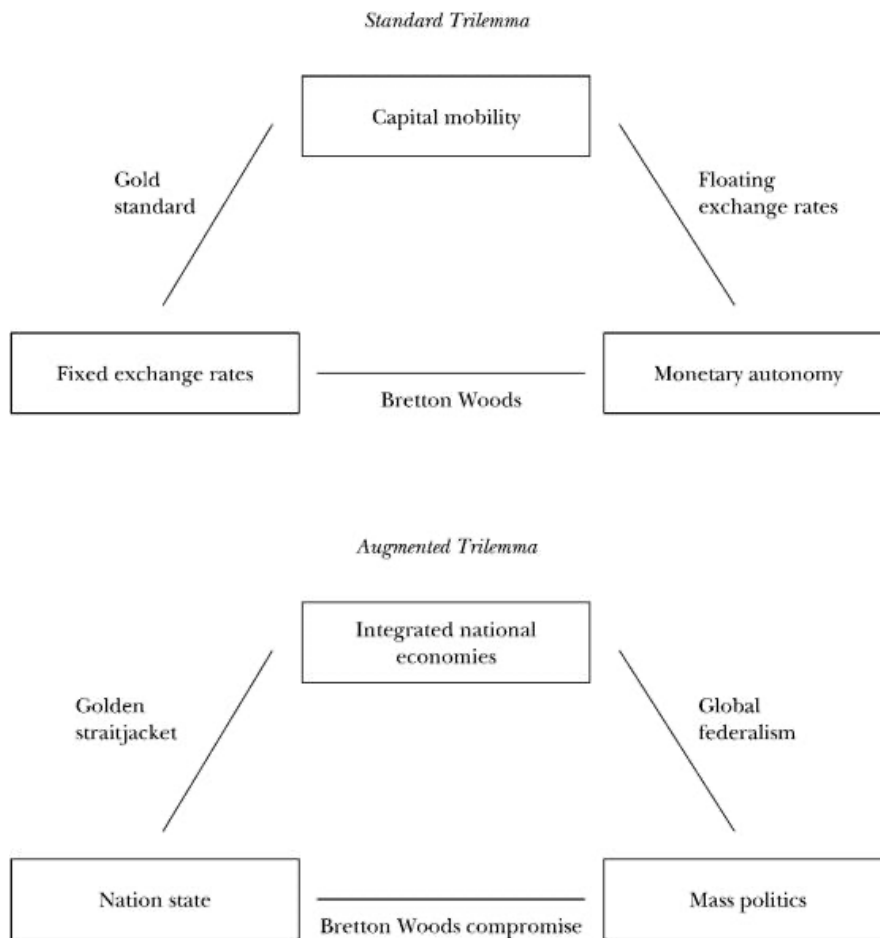 Standard Trilemma
Capital mobility
Gold
standard
Floating
exchange rates
Fixed exchange rates
Monetary autonomy
Bretton Woods
Augmented Trilemma
Integrated national
economies
Golden
straitjacket
Global
federalism
Nation state
Mass politics
Bretton Woods compromise